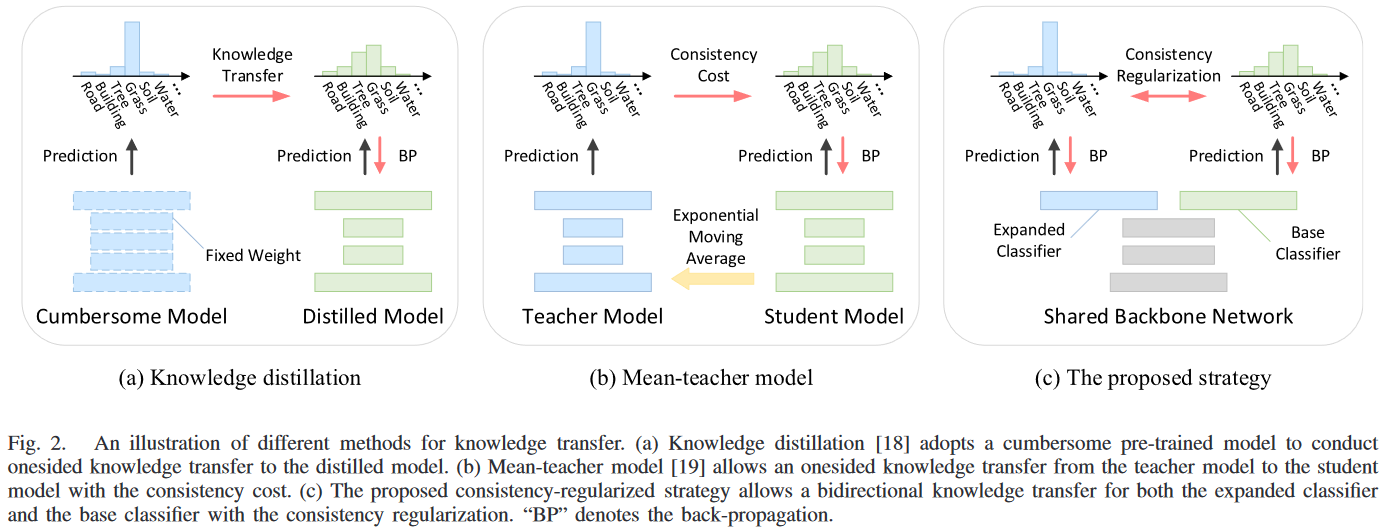 Knowledge
Transfer
Road
Building
Tree
Grass
Soil
Water
...
Road
Building
Tree
Grass
Soil
Water
...
Prediction
Prediction
BP
Fixed Weight
Cumbersome Model
Distilled Model
(a) Knowledge distillation
Consistency
Cost
Road
Building
Tree
Grass
Soil
Water
...
Road
Building
Tree
Grass
Soil
Water
...
Prediction
Prediction
BP
Exponential
Moving
Average
Teacher Model
Student Model
(b) Mean-teacher model
Consistency
Regularization
Road
Building
Tree
Grass
Soil
Water
...
Road
Building
Tree
Grass
Soil
Water
...
Prediction
BP
Prediction
BP
Expanded
Classifier
Base
Classifier
Shared Backbone Network
(c) The proposed strategy
Fig. 2. An illustration of different methods for knowledge transfer. (a) Knowledge distillation [18] adopts a cumbersome pre-trained model to conduct
onesided knowledge transfer to the distilled model. (b) Mean-teacher model [19] allows an onesided knowledge transfer from the teacher model to the student
model with the consistency cost. (c) The proposed consistency-regularized strategy allows a bidirectional knowledge transfer for both the expanded classifier
and the base classifier with the consistency regularization. “BP” denotes the back-propagation.